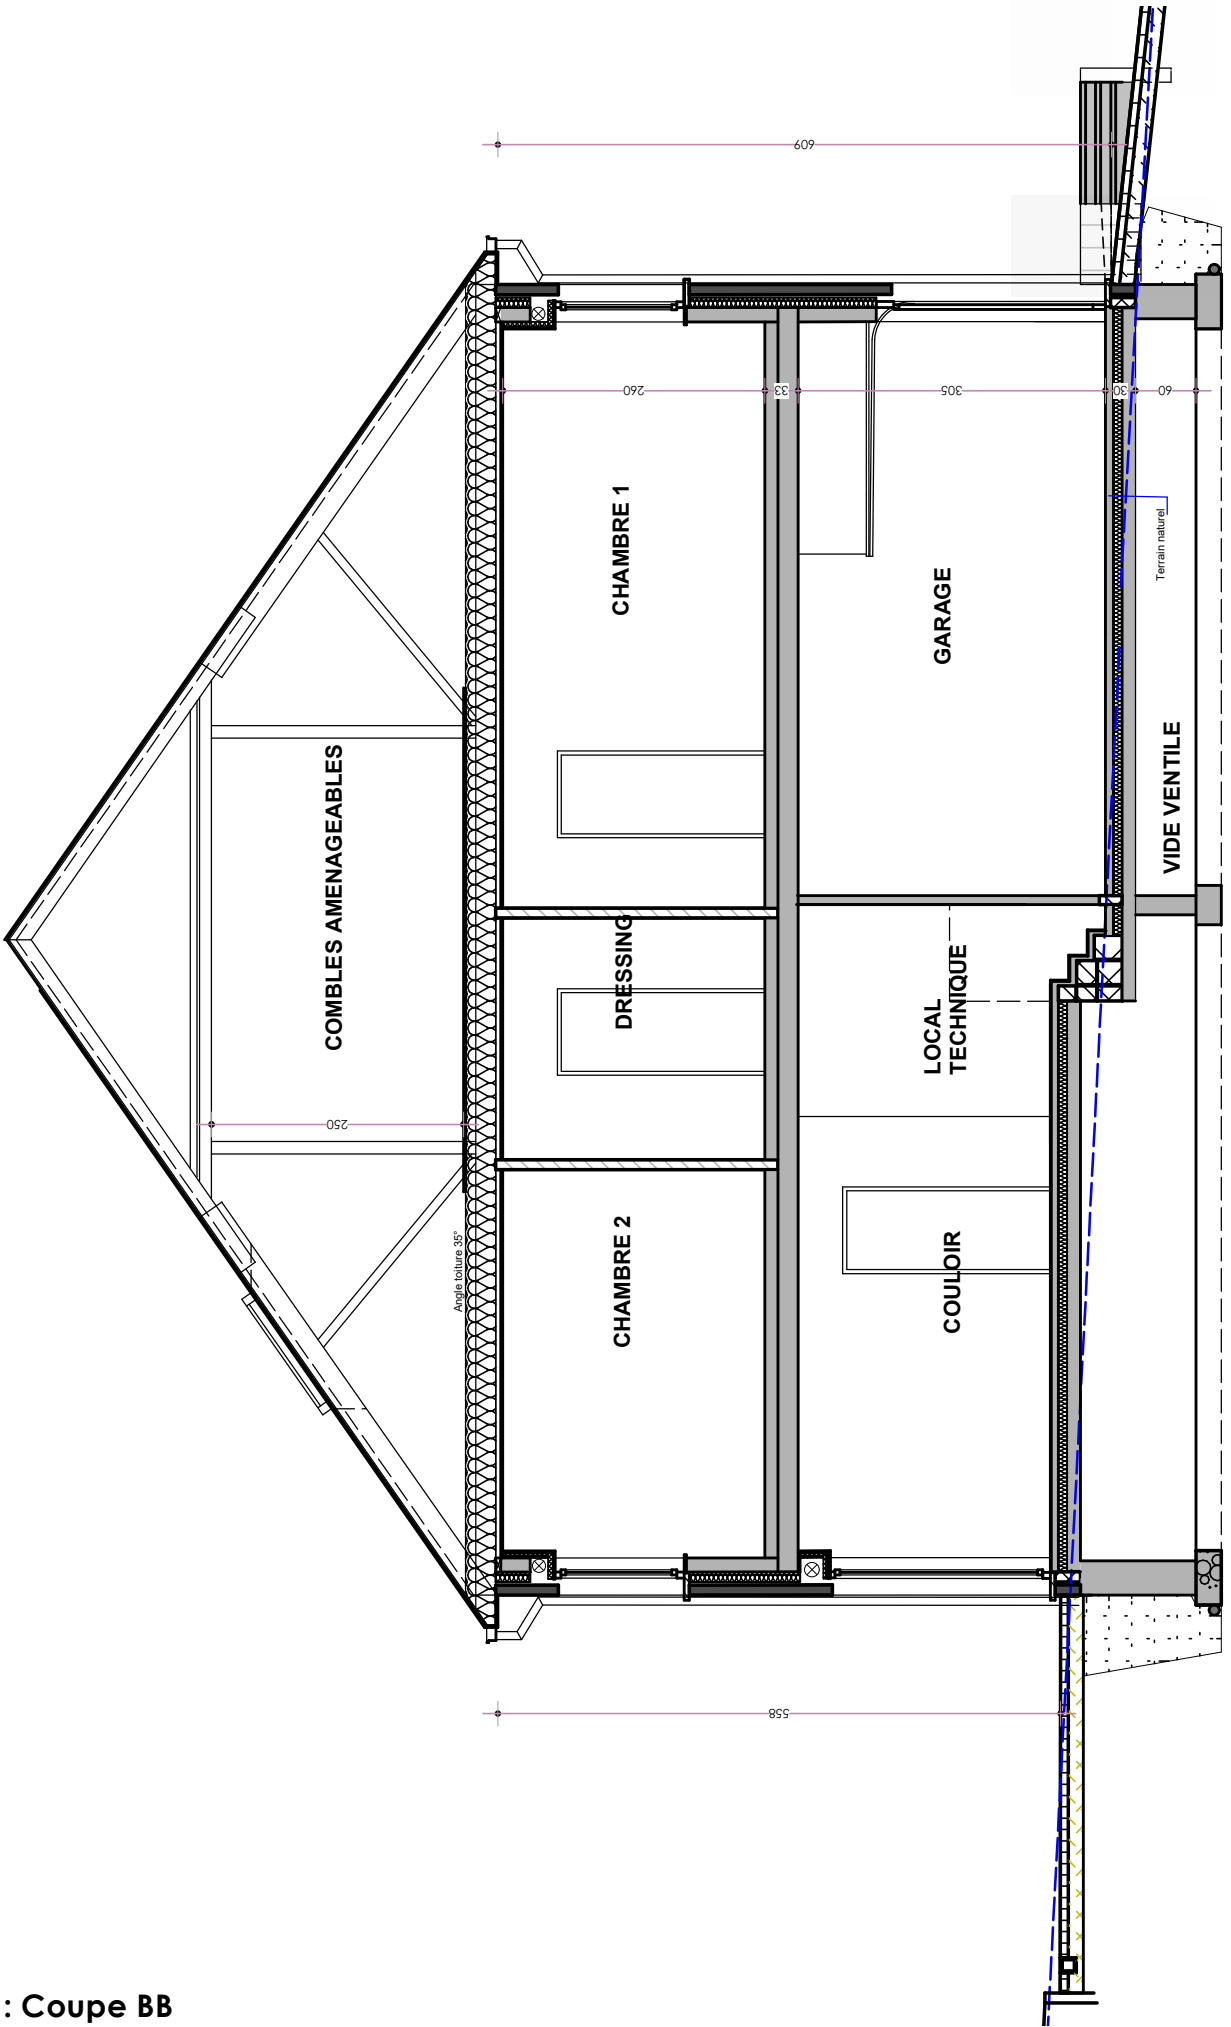 609
260
33
305
30
60
CHAMBRE 1
GARAGE
Terrain naturel
COMBLES AMENAGEABLES
VIDE VENTILE
DRESSING
LOCAL
TECHNIQUE
250
Angle toiture 35°
CHAMBRE 2
COULOIR
558
: Coupe BB